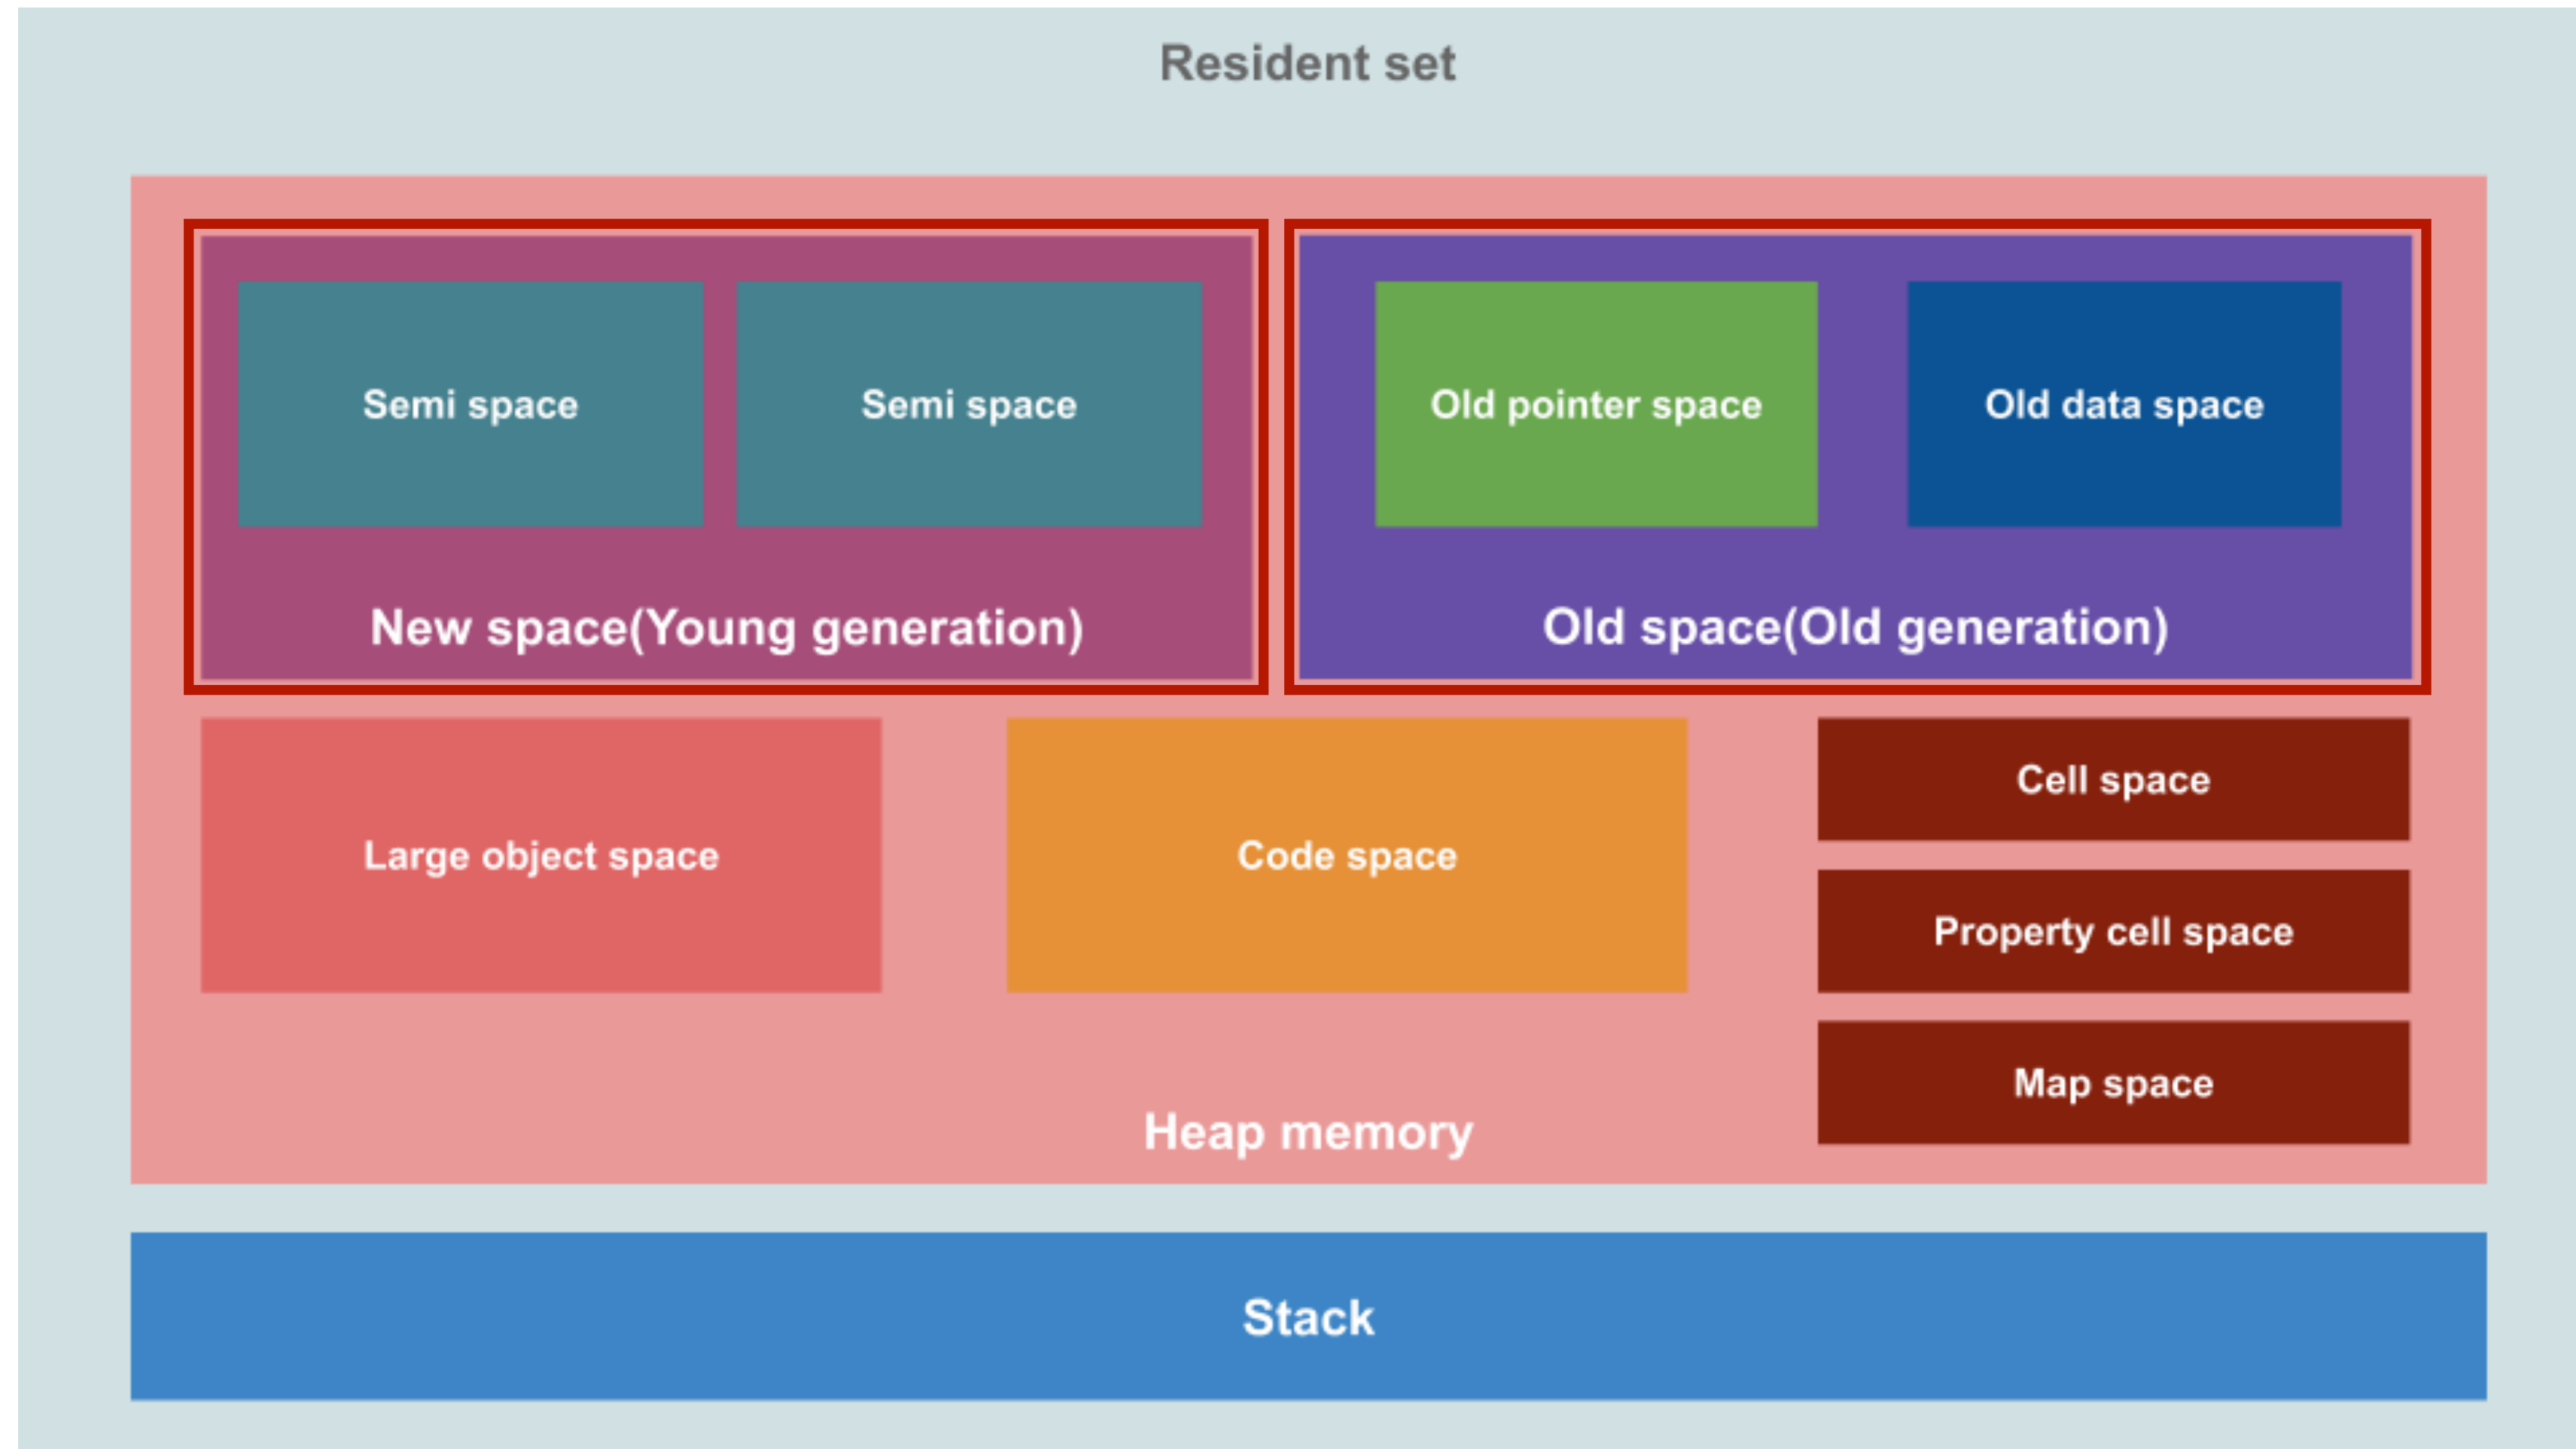 Resident set
Semi space
Semi space
New space(Young generation)
Old pointer space
Old data space
Old space(Old generation)
Large object space
Code space
Cell space
Property cell space
Map space
Heap memory
Stack